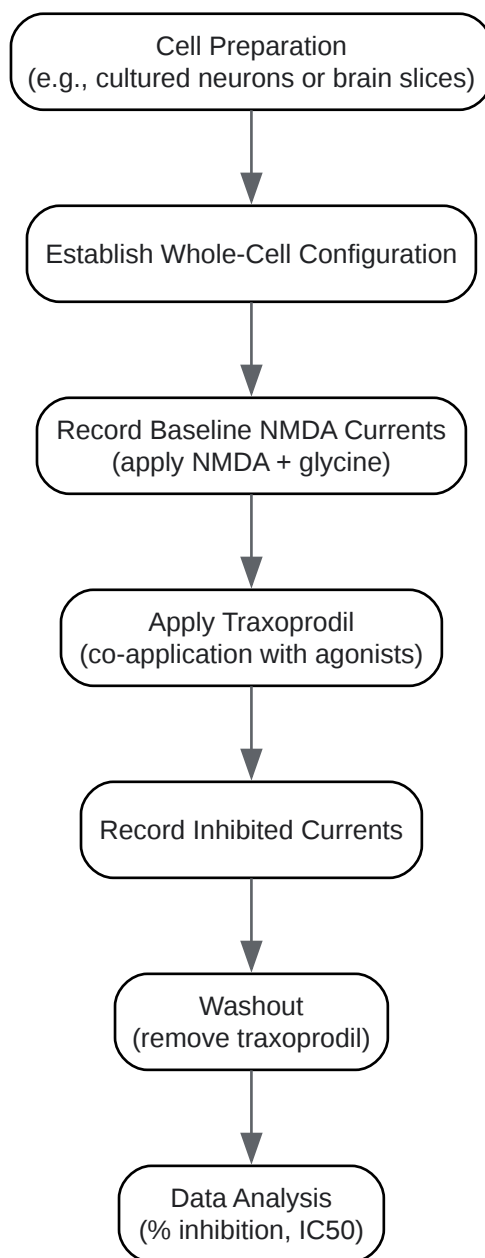 Cell Preparation
(e.g., cultured neurons or brain slices)
Establish Whole-Cell Configuration
Record Baseline NMDA Currents
(apply NMDA + glycine)
Apply Traxoprodil
(co-application with agonists)
Record Inhibited Currents
Washout
(remove traxoprodil)
Data Analysis
(% inhibition, IC50)